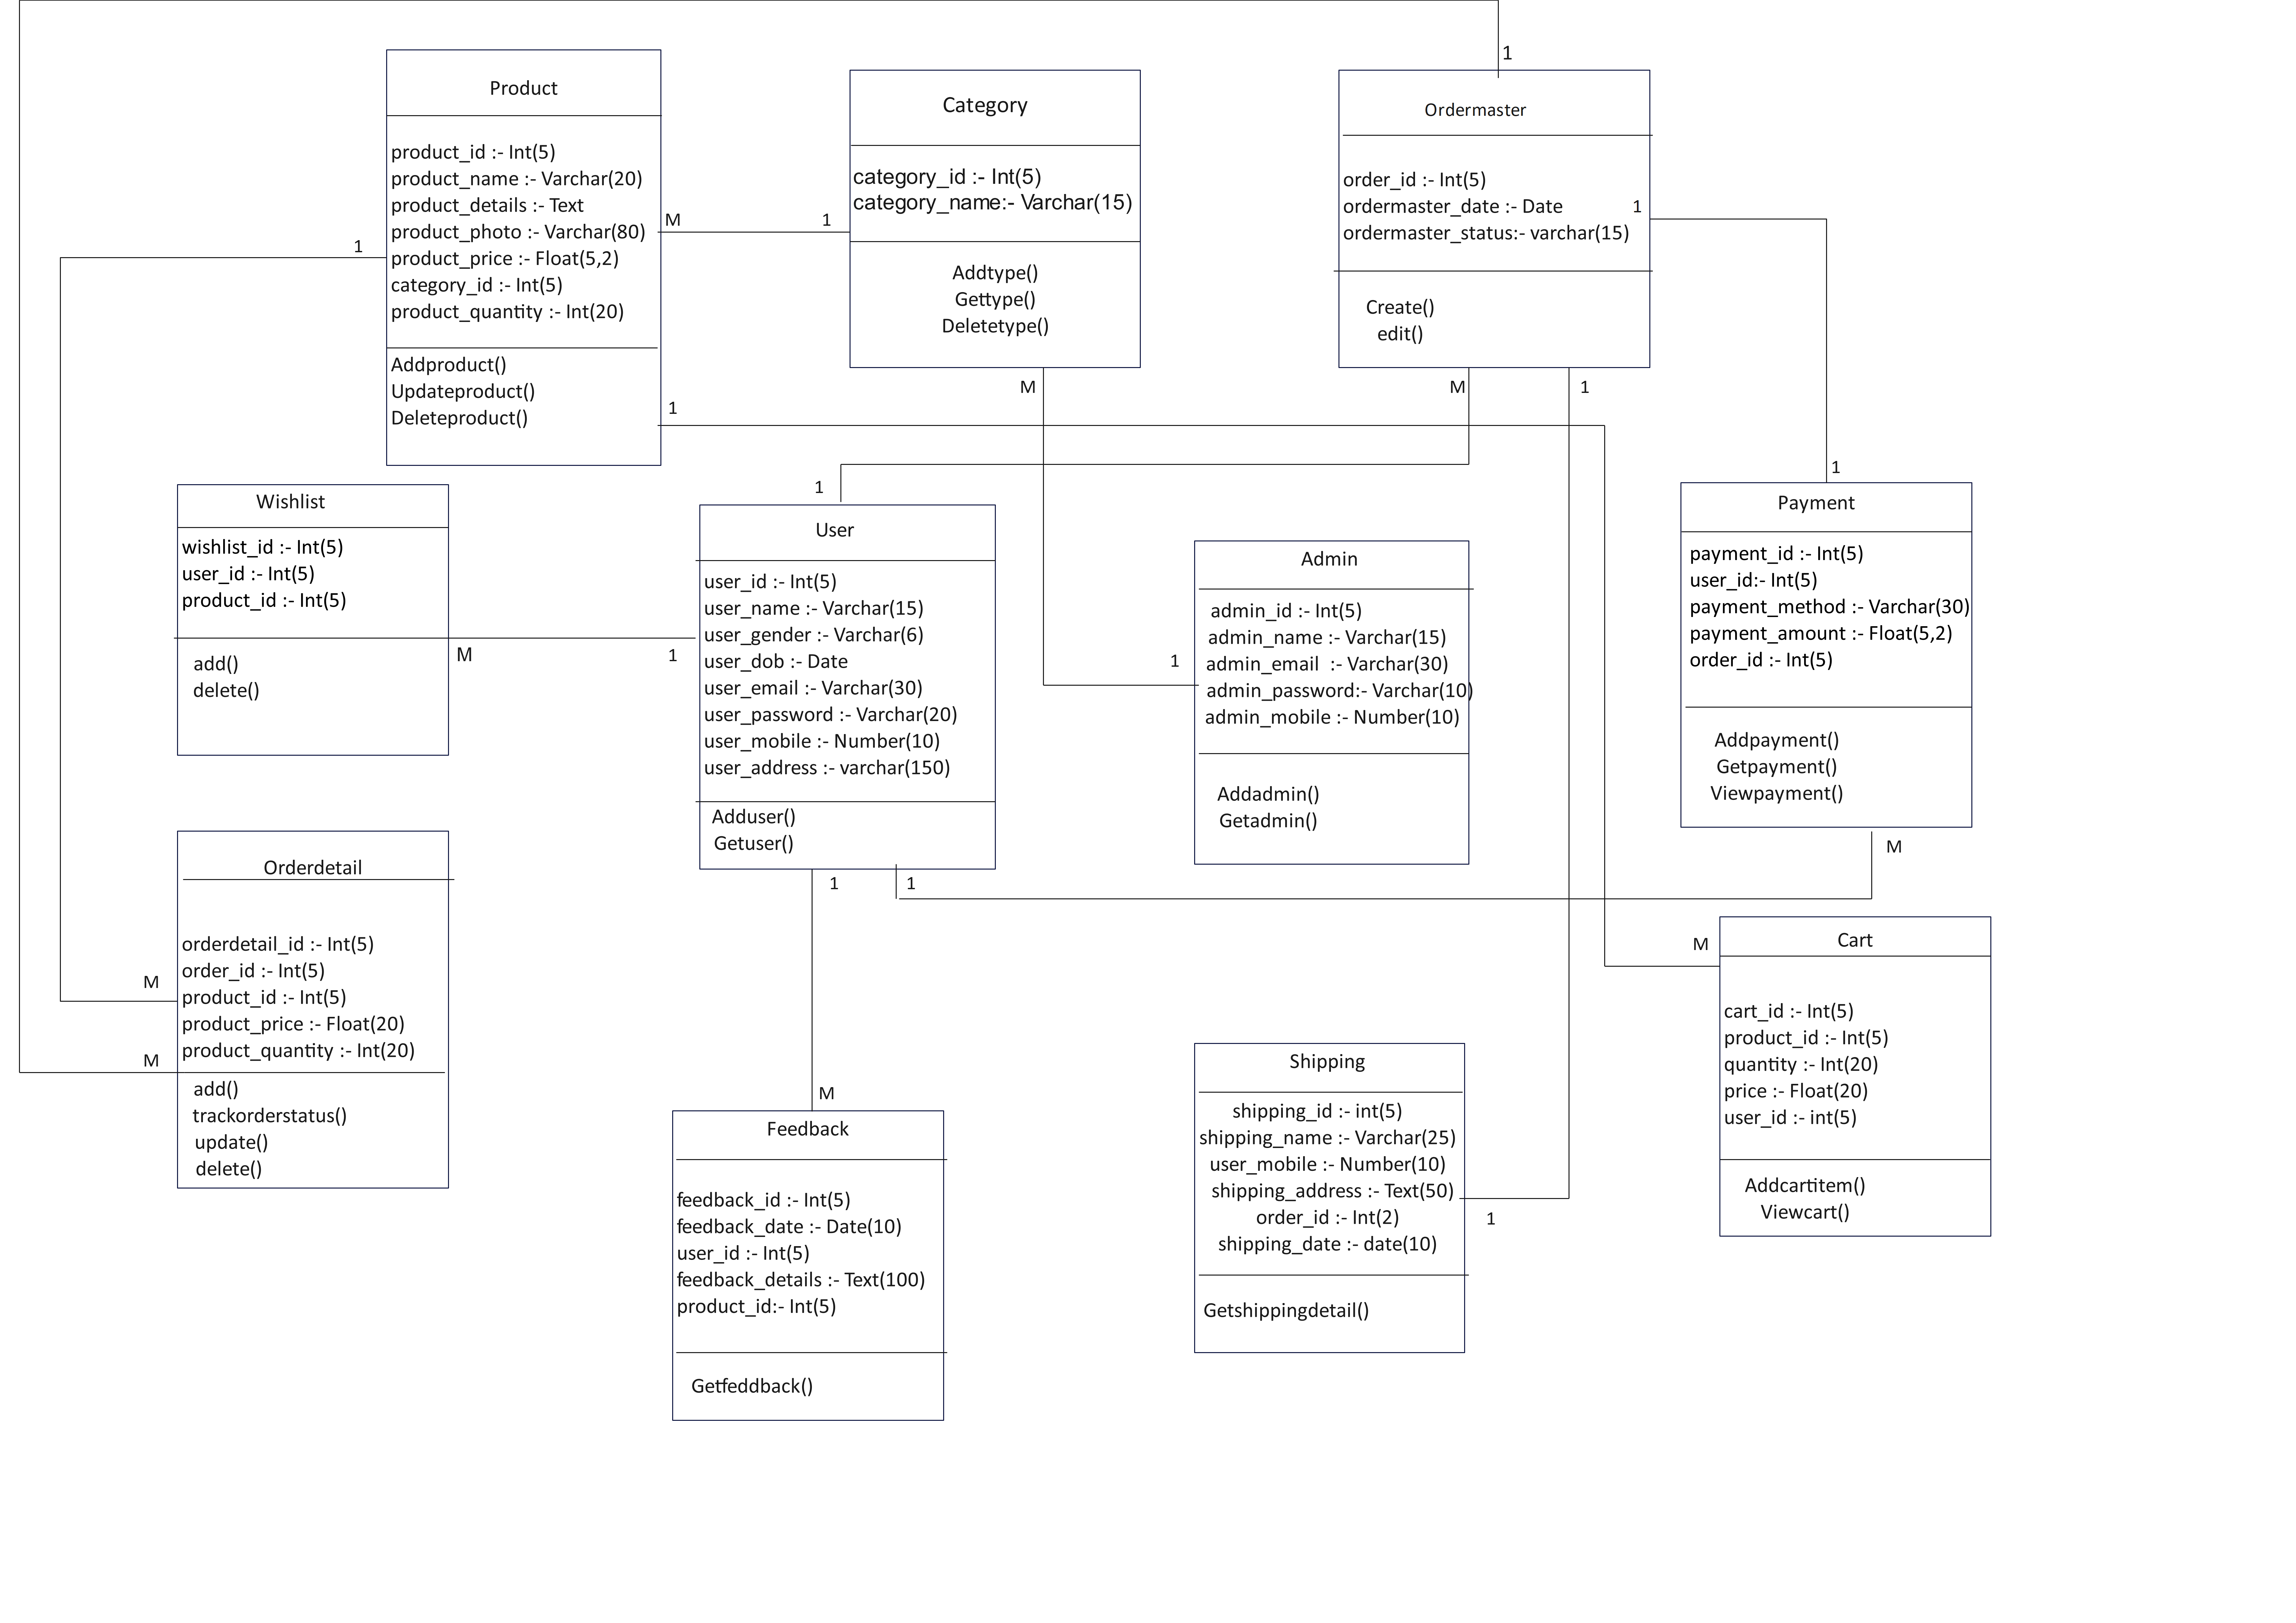 1
Product
product_id :- Int(5)
product_name :- Varchar(20)
product_details :- Text
product_photo :- Varchar(80)
product_price :- Float(5,2)
category_id :- Int(5)
product_quantity :- Int(20)
Addproduct()
Updateproduct()
Deleteproduct()
1
M
1
1
Category
category_id :- Int(5)
category_name:- Varchar(15)
Addtype()
Gettype()
Deletetype()
M
Ordermaster
order_id :- Int(5)
ordermaster_date :- Date
1
ordermaster_status:- varchar(15)
Create()
edit()
M
1
1
Wishlist
wishlist_id :- Int(5)
user_id :- Int(5)
product_id :- Int(5)
add()
delete()
M
1
1
User
user_id :- Int(5)
user_name :- Varchar(15)
user_gender :- Varchar(6)
user_dob :- Date
user_email :- Varchar(30)
user_password :- Varchar(20)
user_mobile :- Number(10)
user_address :- varchar(150)
Adduser()
Getuser()
1
1
Admin
admin_id :- Int(5)
admin_name :- Varchar(15)
admin_email  :- Varchar(30)
1
admin_password:- Varchar(10)
admin_mobile :- Number(10)
Addadmin()
Getadmin()
Payment
payment_id :- Int(5)
user_id:- Int(5)
payment_method :- Varchar(30)
payment_amount :- Float(5,2)
order_id :- Int(5)
Addpayment()
Getpayment()
Viewpayment()
M
Orderdetail
orderdetail_id :- Int(5)
order_id :- Int(5)
product_id :- Int(5)
product_price :- Float(20)
product_quantity :- Int(20)
add()
trackorderstatus()
update()
delete()
M
M
M
Feedback
feedback_id :- Int(5)
feedback_date :- Date(10)
user_id :- Int(5)
feedback_details :- Text(100)
product_id:- Int(5)
Getfeddback()
Shipping
shipping_id :- int(5)
shipping_name :- Varchar(25)
user_mobile :- Number(10)
shipping_address :- Text(50)
order_id :- Int(2)
shipping_date :- date(10)
Getshippingdetail()
1
M
Cart
cart_id :- Int(5)
product_id :- Int(5)
quantity :- Int(20)
price :- Float(20)
user_id :- int(5)
Addcartitem()
Viewcart()